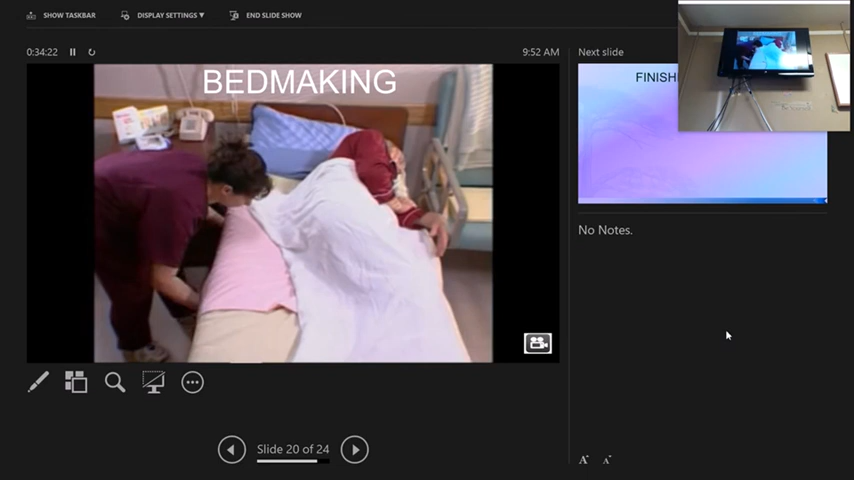 SHOW TASKBAR
DISPLAY SETTINGS ▼
END SLIDE SHOW
0:34:22
9:52 AM
BEDMAKING
Next slide
FINISH
No Notes.
Slide 20 of 24
A
A